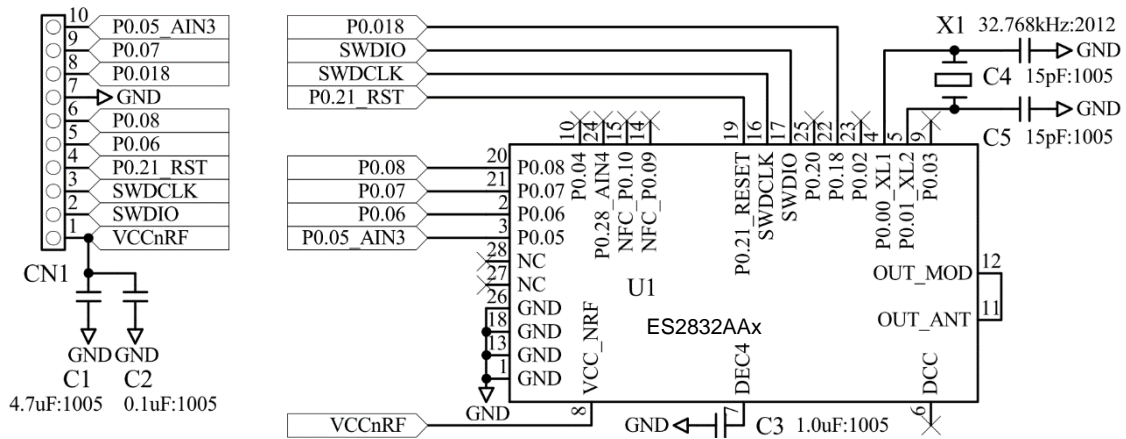 10 P0.05_AIN3
9 P0.07
8 P0.018
7 GND
6 P0.08
5 P0.06
4 P0.21_RST
3 SWDCLK
2 SWDIO
1 VCCnRF
CN1
GND GND
C1 C2
4.7uF:1005 0.1uF:1005
P0.018
SWDIO
SWDCLK
P0.21_RST
P0.08
P0.07
P0.06
P0.05_AIN3
VCCnRF
X1 32.768kHz:2012
GND
C4 15pF:1005
GND
C5 15pF:1005
10 P0.04
24 P0.28_AIN4
15 NFC_P0.10
14 NFC_P0.09
19 P0.21_RESET
16 SWDCLK
17 SWDIO
25 P0.20
22 P0.18
23 P0.02
4 P0.00_XL1
5 P0.01_XL2
9 P0.03
20 P0.08
21 P0.07
2 P0.06
3 P0.05
28 NC
27 NC
26 GND
18 GND
13 GND
1 GND
GND
U1
ES2832AAx
12 OUT_MOD
11 OUT_ANT
8 VCC_NRF
7 DEC4
6 DCC
GND
C3 1.0uF:1005